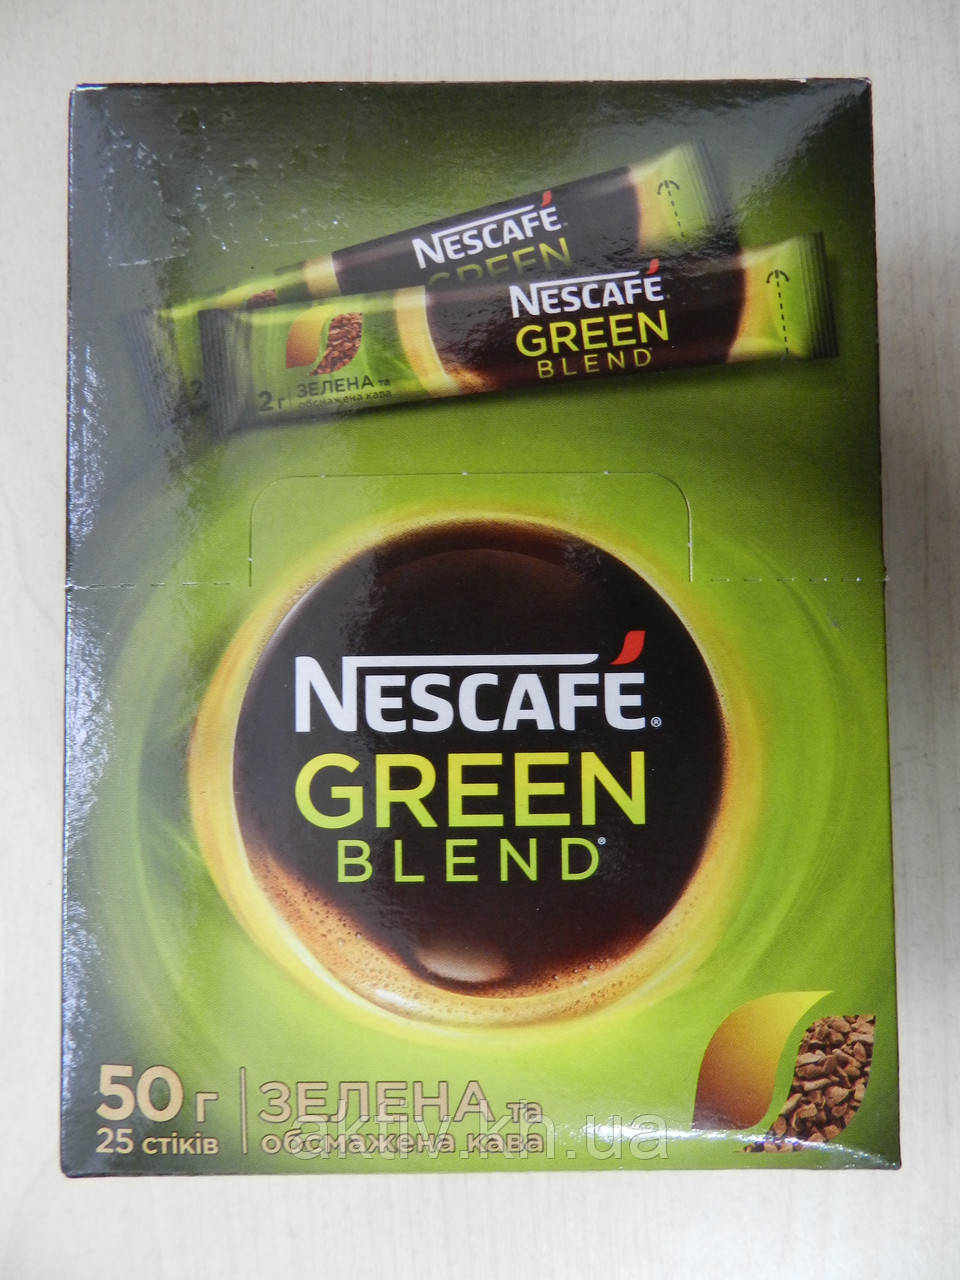 NESCAFÉ
GREEN
NESCAFÉ
GREEN
BLEND
2
2 г
ЗЕЛЕНА та
обсмажена кава
NESCAFÉ®
GREEN
BLEND®
50 г
25 стіків
ЗЕЛЕНА та
обсмажена кава
aktiv.kh.ua